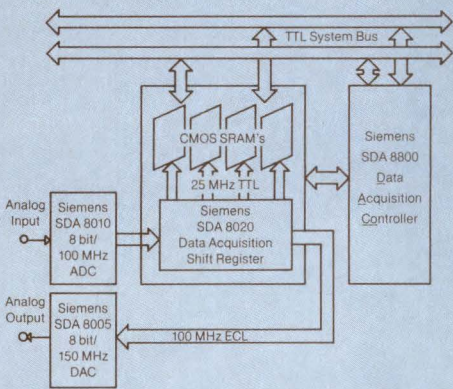 TTL System Bus
CMOS SRAM's
25 MHz TTL
Siemens
SDA 8800
Data
Acquisition
Controller
Analog
Input
Siemens
SDA 8010
8 bit/
100 MHz
ADC
Siemens
SDA 8020
Data Acquisition
Shift Register
Analog
Output
Siemens
SDA 8005
8 bit/
150 MHz
DAC
100 MHz ECL